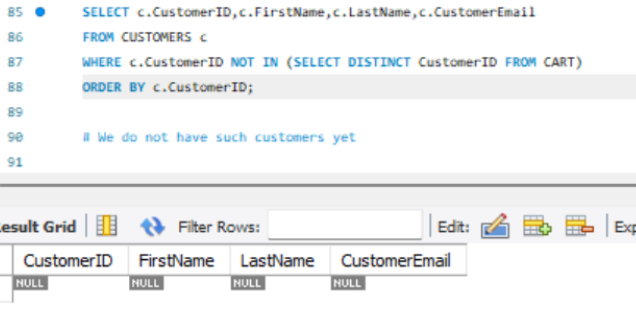 85 SELECT c.CustomerID,c.FirstName,c.LastName,c.CustomerEmail
86 FROM CUSTOMERS c
87 WHERE c.CustomerID NOT IN (SELECT DISTINCT CustomerID FROM CART)
88 ORDER BY c.CustomerID;
89
90 # We do not have such customers yet
91
esult Grid Filter Rows: Edit: Exp
CustomerID FirstName LastName CustomerEmail
NULL NULL NULL NULL